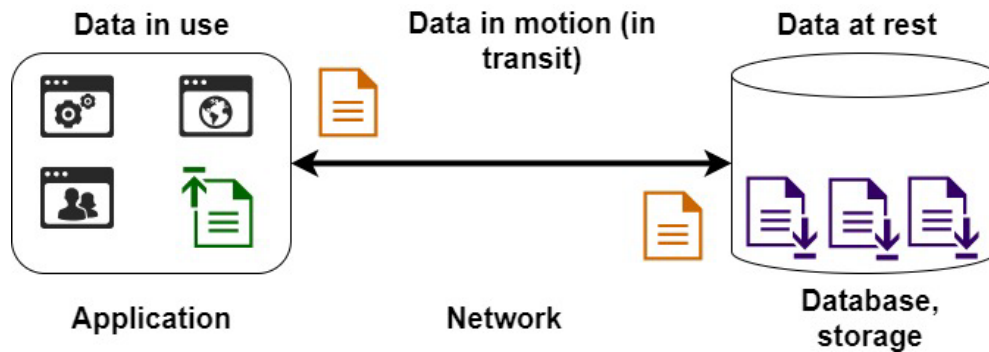 Data in use
Data in motion (in
transit)
Data at rest
Application
Network
Database,
storage